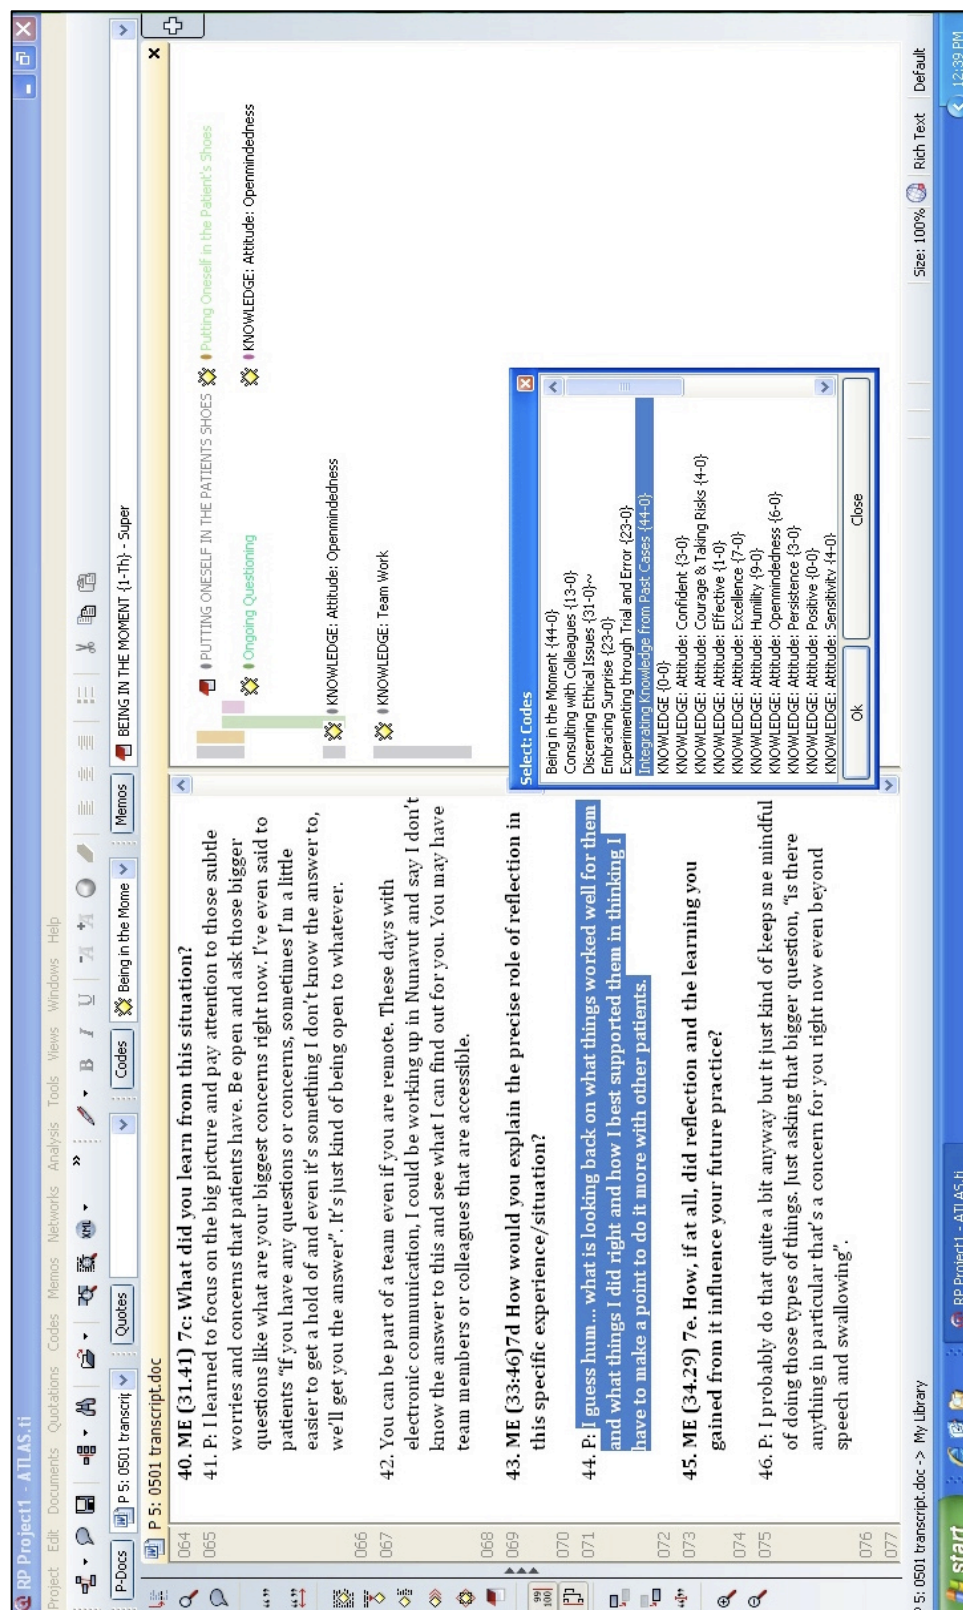 RP Project1 - ATLAS.ti
Project Edit Documents Quotations Codes Memos Networks Analysis Tools Views Windows Help
P-Docs P 5: 0501 transcrip Quotes Codes Being in the Mome Memos BEING IN THE MOMENT {1-Th} - Super
P 5: 0501 transcript.doc
064
065
066
067
068
069
070
071
072
073
074
075
076
077
40. ME (31.41) 7c: What did you learn from this situation?
41. P: I learned to focus on the big picture and pay attention to those subtle
worries and concerns that patients have. Be open and ask those bigger
questions like what are your biggest concerns right now. I've even said to
patients "if you have any questions or concerns, sometimes I'm a little
easier to get a hold of and even it's something I don't know the answer to,
we'll get you the answer". It's just kind of being open to whatever.
42. You can be part of a team even if you are remote. These days with
electronic communication, I could be working up in Nunavut and say I don't
know the answer to this and see what I can find out for you. You may have
team members or colleagues that are accessible.
43. ME (33:46)7d How would you explain the precise role of reflection in
this specific experience/situation?
44. P: I guess hum... what is looking back on what things worked well for them
and what things I did right and how I best supported them in thinking I
have to make a point to do it more with other patients.
45. ME (34.29) 7e. How, if at all, did reflection and the learning you
gained from it influence your future practice?
46. P: I probably do that quite a bit anyway but it just kind of keeps me mindful
of doing those types of things. Just asking that bigger question, "is there
anything in particular that's a concern for you right now even beyond
speech and swallowing".
PUTTING ONESELF IN THE PATIENTS SHOES Putting Oneself in the Patient's Shoes
Ongoing Questioning KNOWLEDGE: Attitude: Openmindedness
KNOWLEDGE: Attitude: Openmindedness
KNOWLEDGE: Team Work
Select: Codes
Being in the Moment {44-0}
Consulting with Colleagues {13-0}
Discerning Ethical Issues {31-0}~
Embracing Surprise {23-0}
Experimenting through Trial and Error {23-0}
Integrating Knowledge from Past Cases {44-0}
KNOWLEDGE {0-0}
KNOWLEDGE: Attitude: Confident {3-0}
KNOWLEDGE: Attitude: Courage & Taking Risks {4-0}
KNOWLEDGE: Attitude: Effective {1-0}
KNOWLEDGE: Attitude: Excellence {7-0}
KNOWLEDGE: Attitude: Humility {9-0}
KNOWLEDGE: Attitude: Openmindedness {6-0}
KNOWLEDGE: Attitude: Persistence {3-0}
KNOWLEDGE: Attitude: Positive {0-0}
KNOWLEDGE: Attitude: Sensitivity {4-0}
Ok Close
P 5: 0501 transcript.doc -> My Library Size: 100% Rich Text Default
start RP Project1 - ATLAS.ti 12:39 PM